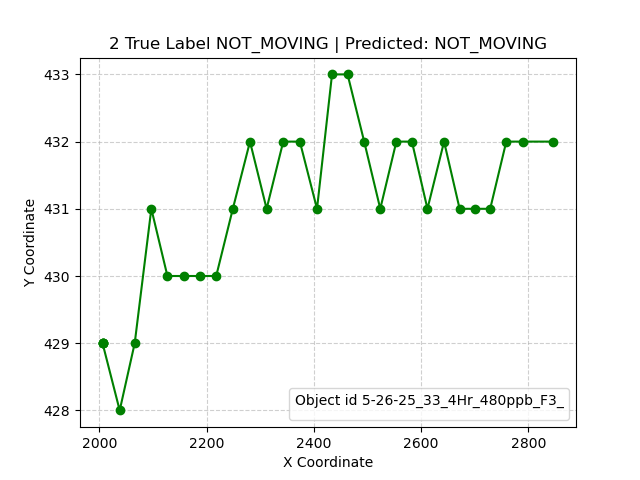 2 True Label NOT_MOVING | Predicted: NOT_MOVING
Y Coordinate
433
432
431
430
429
428
Object id 5-26-25_33_4Hr_480ppb_F3_
2000 2200 2400 2600 2800
X Coordinate